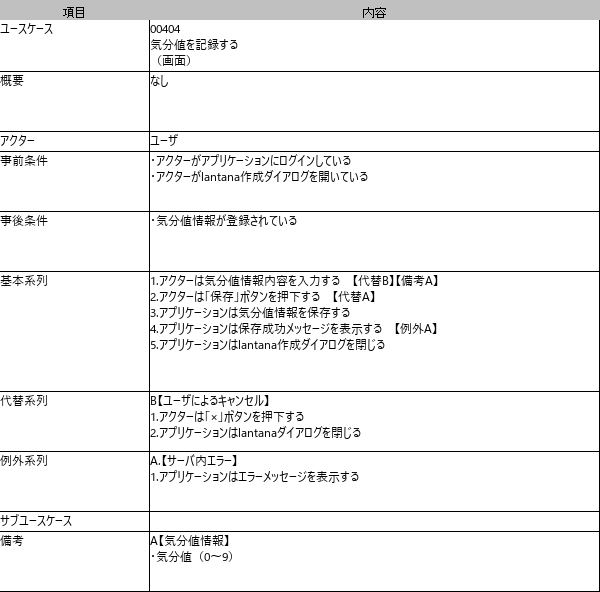 項目
内容
ユースケース
00404
気分値を記録する
（画面）
概要
なし
アクター
ユーザ
事前条件
・アクターがアプリケーションにログインしている
・アクターがlantana作成ダイアログを開いている
事後条件
・気分値情報が登録されている
基本系列
1.アクターは気分値情報内容を入力する　【代替B】【備考A】
2.アクターは「保存」ボタンを押下する　【代替A】
3.アプリケーションは気分値情報を保存する
4.アプリケーションは保存成功メッセージを表示する　【例外A】
5.アプリケーションはlantana作成ダイアログを閉じる
代替系列
B【ユーザによるキャンセル】
1.アクターは「×」ボタンを押下する
2.アプリケーションはlantanaダイアログを閉じる
例外系列
A.【サーバ内エラー】
1.アプリケーションはエラーメッセージを表示する
サブユースケース
備考
A【気分値情報】
・気分値（0～9）